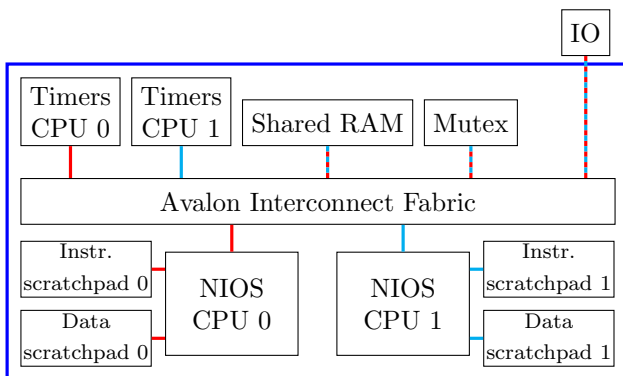 IO
Timers
CPU 0
Timers
CPU 1
Shared RAM
Mutex
Avalon Interconnect Fabric
Instr.
scratchpad 0
Data
scratchpad 0
NIOS
CPU 0
NIOS
CPU 1
Instr.
scratchpad 1
Data
scratchpad 1